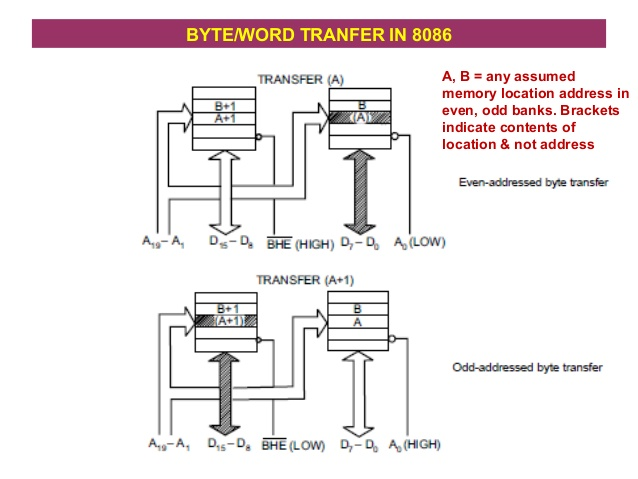 BYTE/WORD TRANFER IN 8086
A, B = any assumed
memory location address in
even, odd banks. Brackets
indicate contents of
location & not address
TRANSFER (A)
B+1
A+1
B
(A)
Even-addressed byte transfer
A19–A1 D15–D8 B̅H̅E̅ (HIGH) D7–D0 A0 (LOW)
TRANSFER (A+1)
B+1
(A+1)
B
A
Odd-addressed byte transfer
A19–A1 D15–D8 B̅H̅E̅ (LOW) D7–D0 A0 (HIGH)